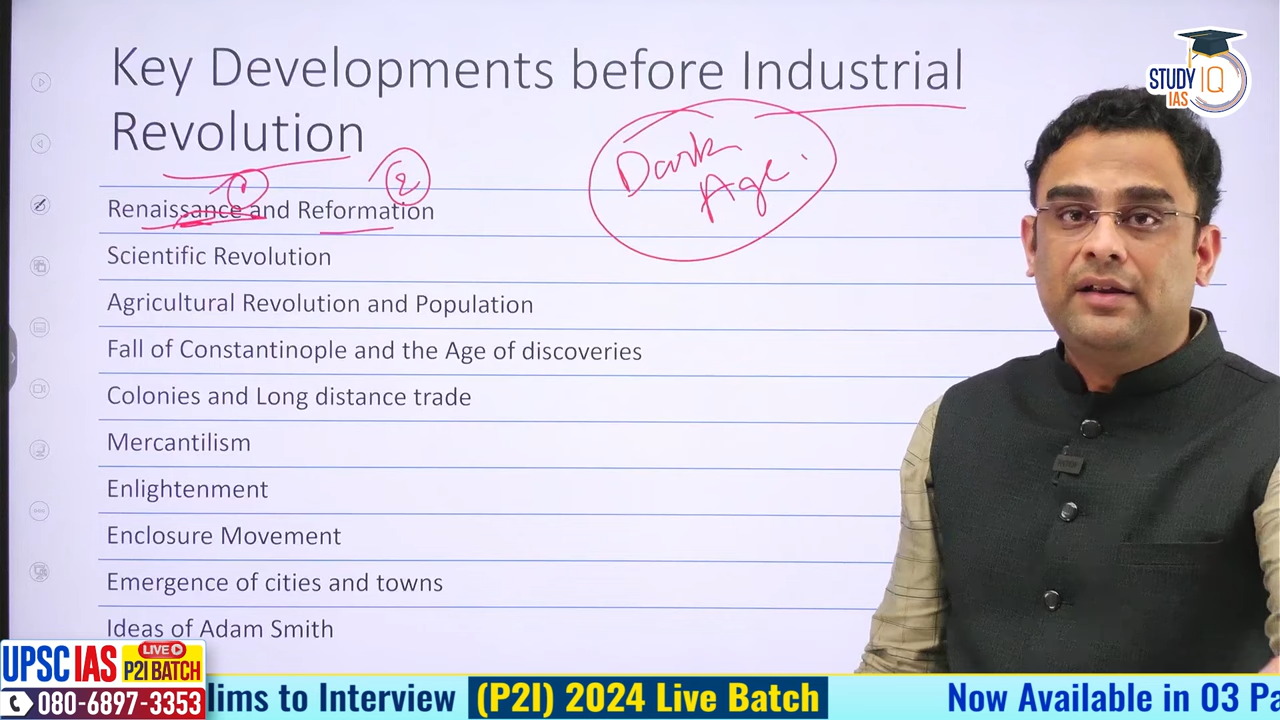 Key Developments before Industrial
Revolution
Dark
Age.
1
2
Renaissance and Reformation
Scientific Revolution
Agricultural Revolution and Population
Fall of Constantinople and the Age of discoveries
Colonies and Long distance trade
Mercantilism
Enlightenment
Enclosure Movement
Emergence of cities and towns
Ideas of Adam Smith
STUDY IQ
IAS
UPSC IAS LIVE P2I BATCH
080-6897-3353
lims to Interview (P2I) 2024 Live Batch Now Available in 03 Pa